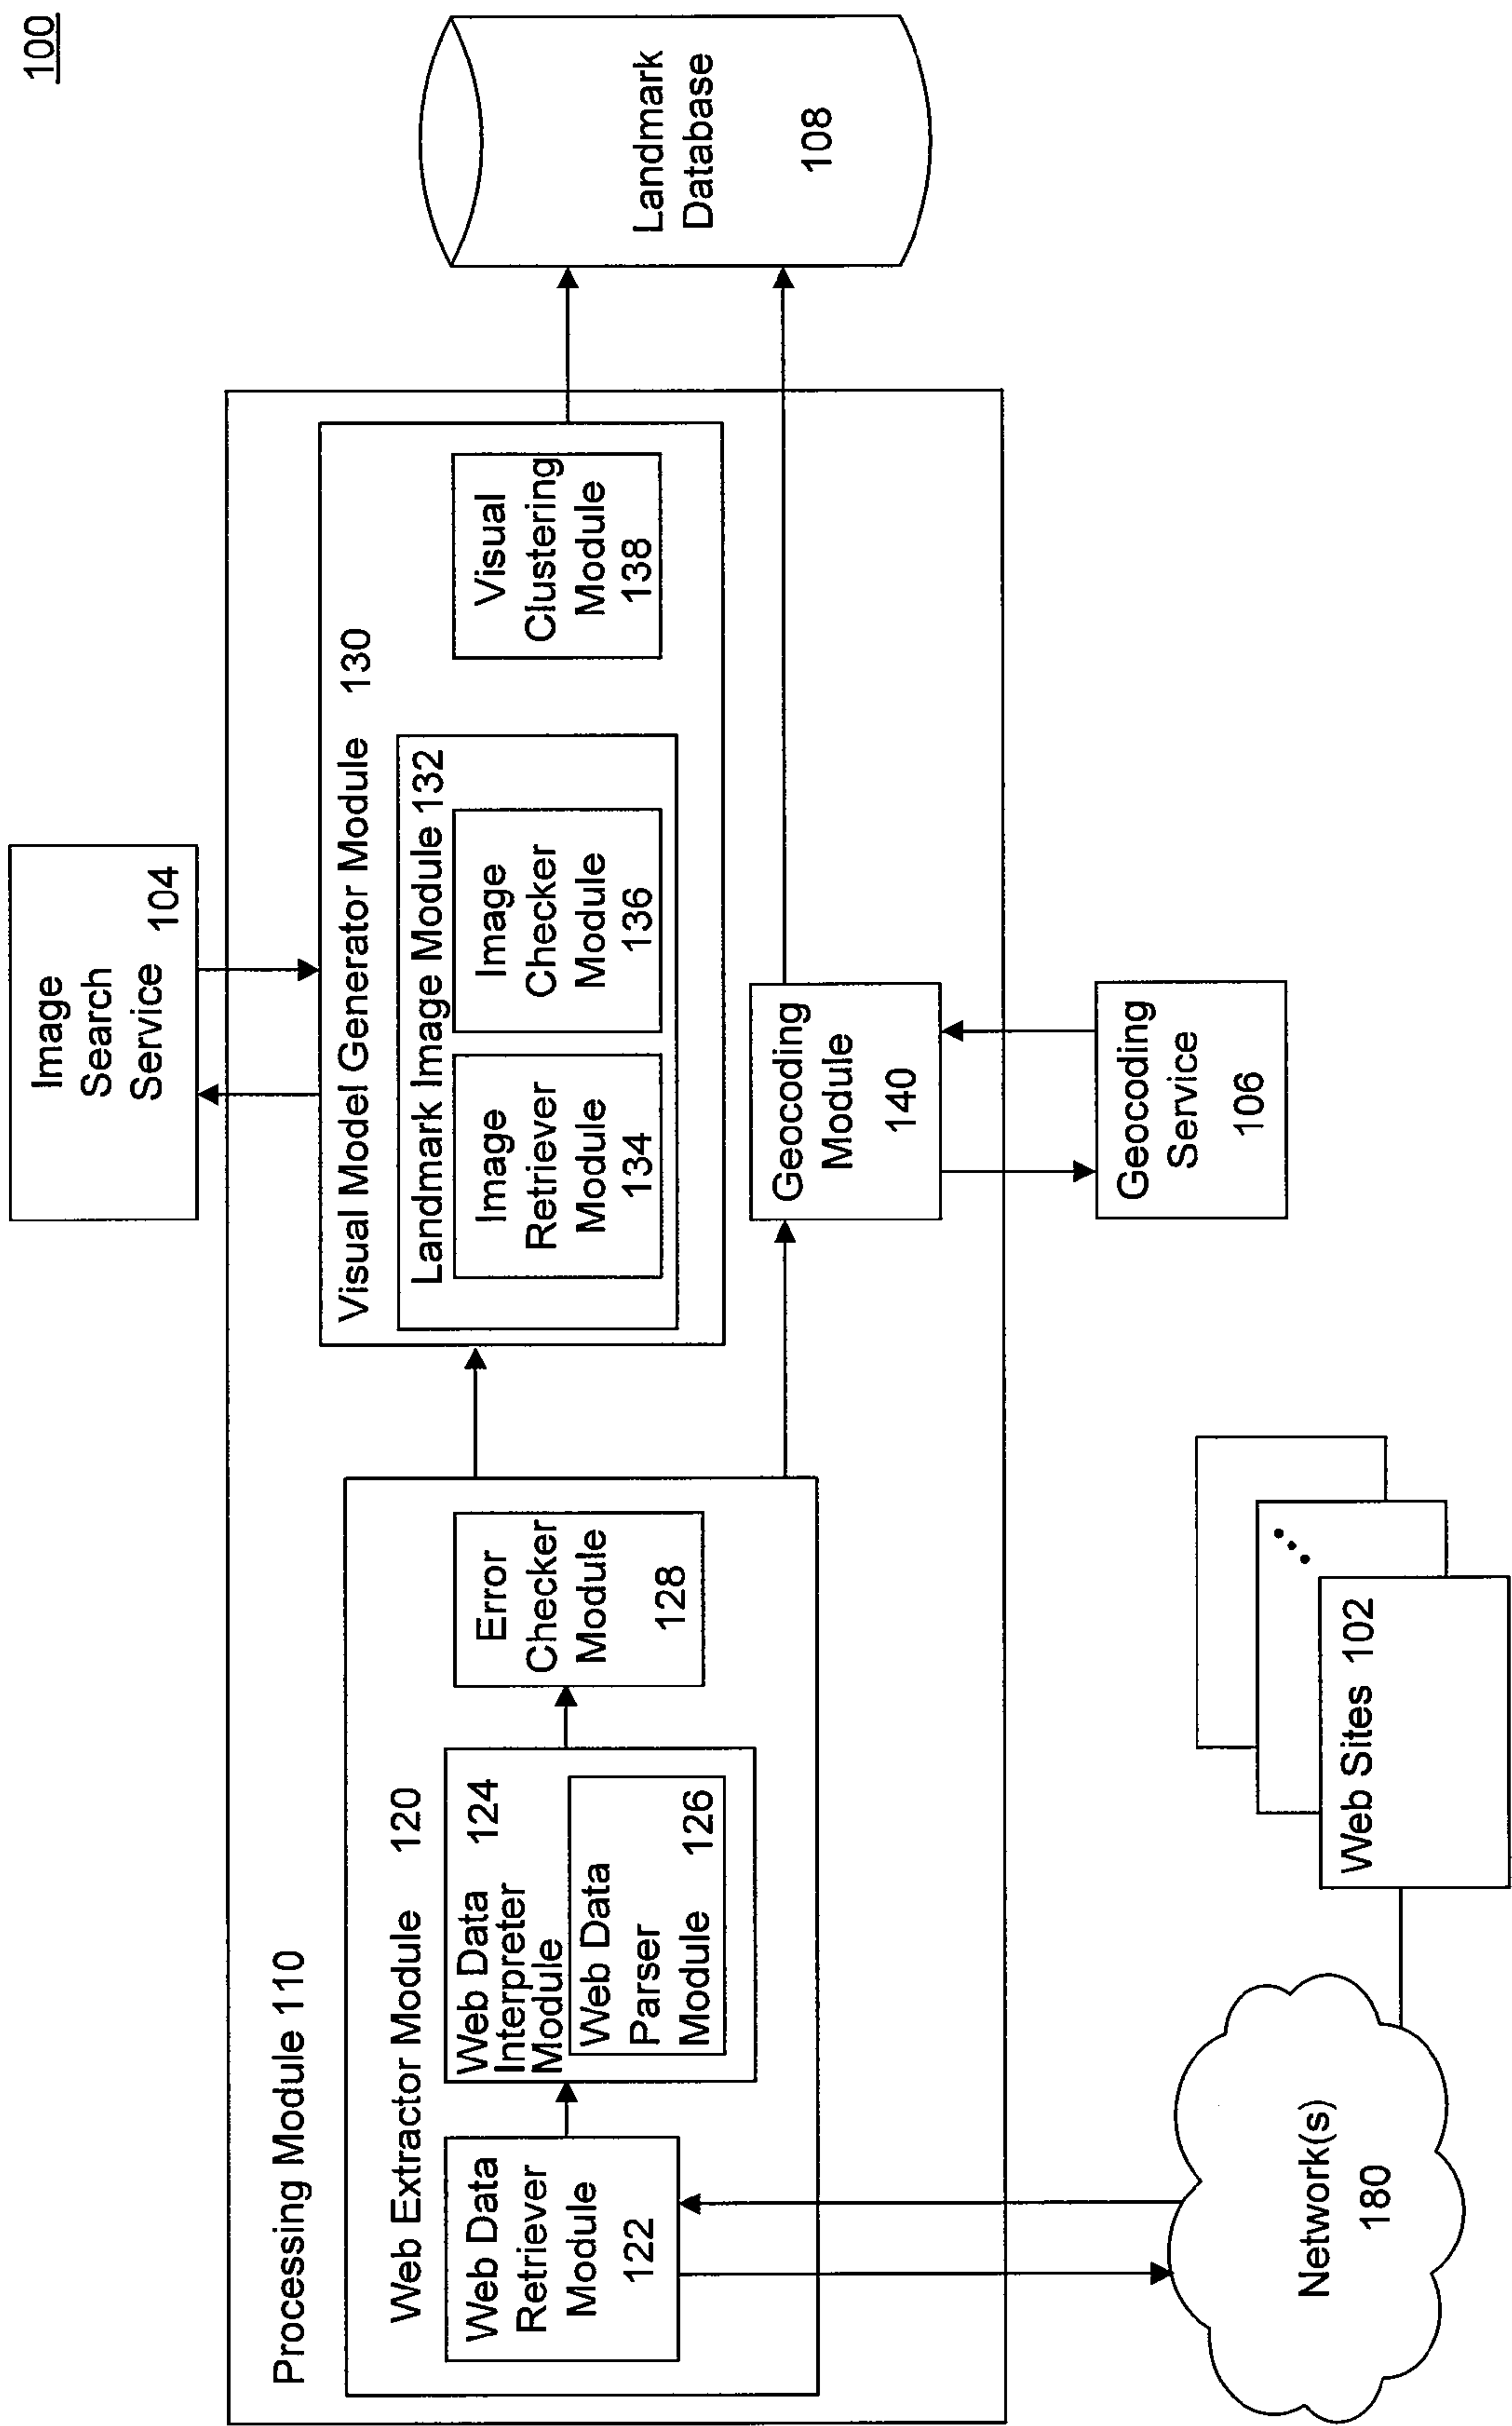 100
Image
Search
Service 104
Processing Module 110
Web Extractor Module 120
Web Data
Retriever
Module
122
Web Data 124
Interpreter
Module
Web Data
Parser
Module 126
Error
Checker
Module
128
Visual Model Generator Module 130
Landmark Image Module 132
Image
Retriever
Module
134
Image
Checker
Module
136
Visual
Clustering
Module
138
Landmark
Database
108
Geocoding
Module
140
Geocoding
Service
106
Network(s)
180
Web Sites 102